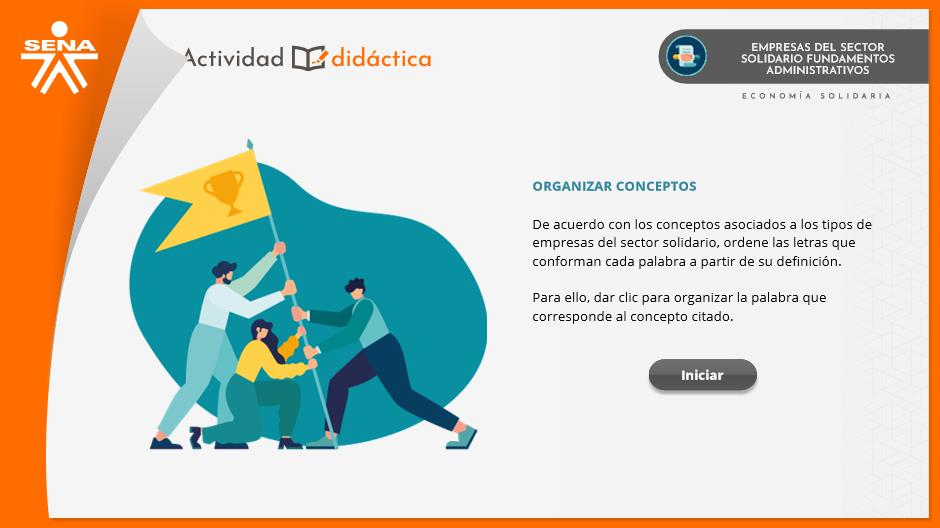 SENA
Actividad didáctica
EMPRESAS DEL SECTOR
SOLIDARIO FUNDAMENTOS
ADMINISTRATIVOS
ECONOMÍA SOLIDARIA
ORGANIZAR CONCEPTOS
De acuerdo con los conceptos asociados a los tipos de
empresas del sector solidario, ordene las letras que
conforman cada palabra a partir de su definición.
Para ello, dar clic para organizar la palabra que
corresponde al concepto citado.
Iniciar